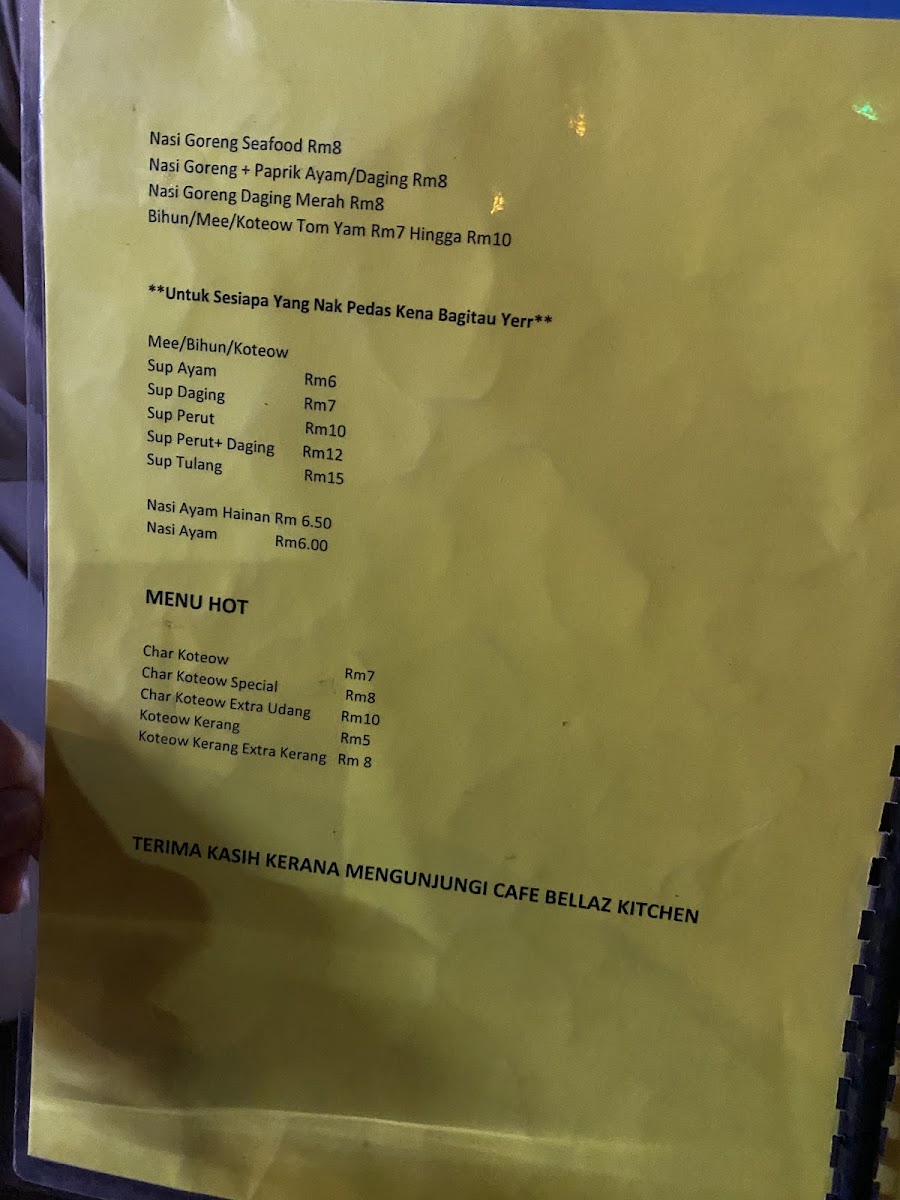 Nasi Goreng Seafood Rm8
Nasi Goreng + Paprik Ayam/Daging Rm8
Nasi Goreng Daging Merah Rm8
Bihun/Mee/Koteow Tom Yam Rm7 Hingga Rm10
**Untuk Sesiapa Yang Nak Pedas Kena Bagitau Yerr**
Mee/Bihun/Koteow
Sup Ayam Rm6
Sup Daging Rm7
Sup Perut Rm10
Sup Perut+ Daging Rm12
Sup Tulang Rm15
Nasi Ayam Hainan Rm 6.50
Nasi Ayam Rm6.00
MENU HOT
Char Koteow Rm7
Char Koteow Special Rm8
Char Koteow Extra Udang Rm10
Koteow Kerang Rm5
Koteow Kerang Extra Kerang Rm 8
TERIMA KASIH KERANA MENGUNJUNGI CAFE BELLAZ KITCHEN